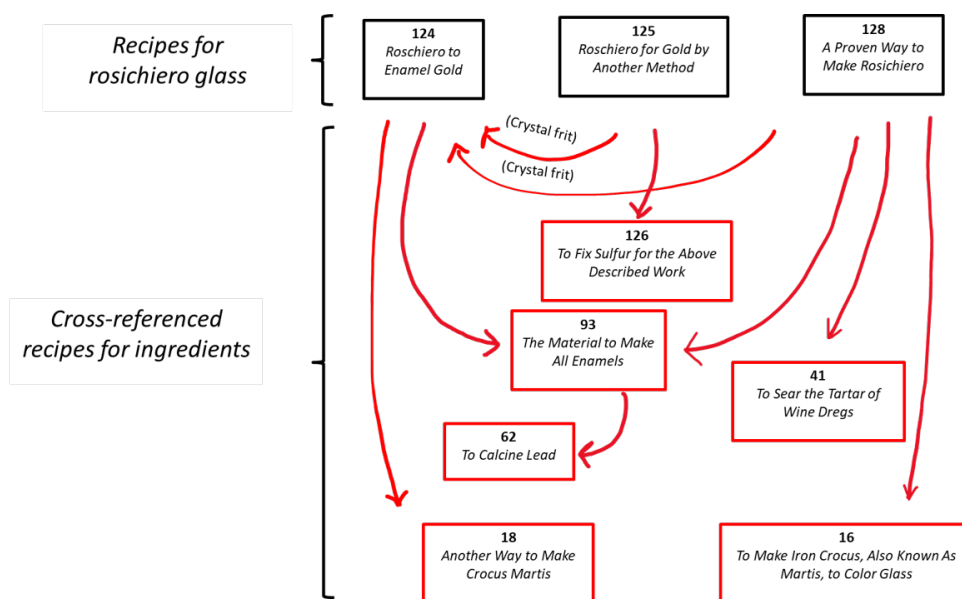 Recipes for
rosichiero glass
124
Roschiero to
Enamel Gold
125
Roschiero for Gold by
Another Method
128
A Proven Way to
Make Rosichiero
(Crystal frit)
(Crystal frit)
126
To Fix Sulfur for the Above
Described Work
Cross-referenced
recipes for ingredients
93
The Material to Make
All Enamels
41
To Sear the Tartar of
Wine Dregs
62
To Calcine Lead
18
Another Way to Make
Crocus Martis
16
To Make Iron Crocus, Also Known As
Martis, to Color Glass